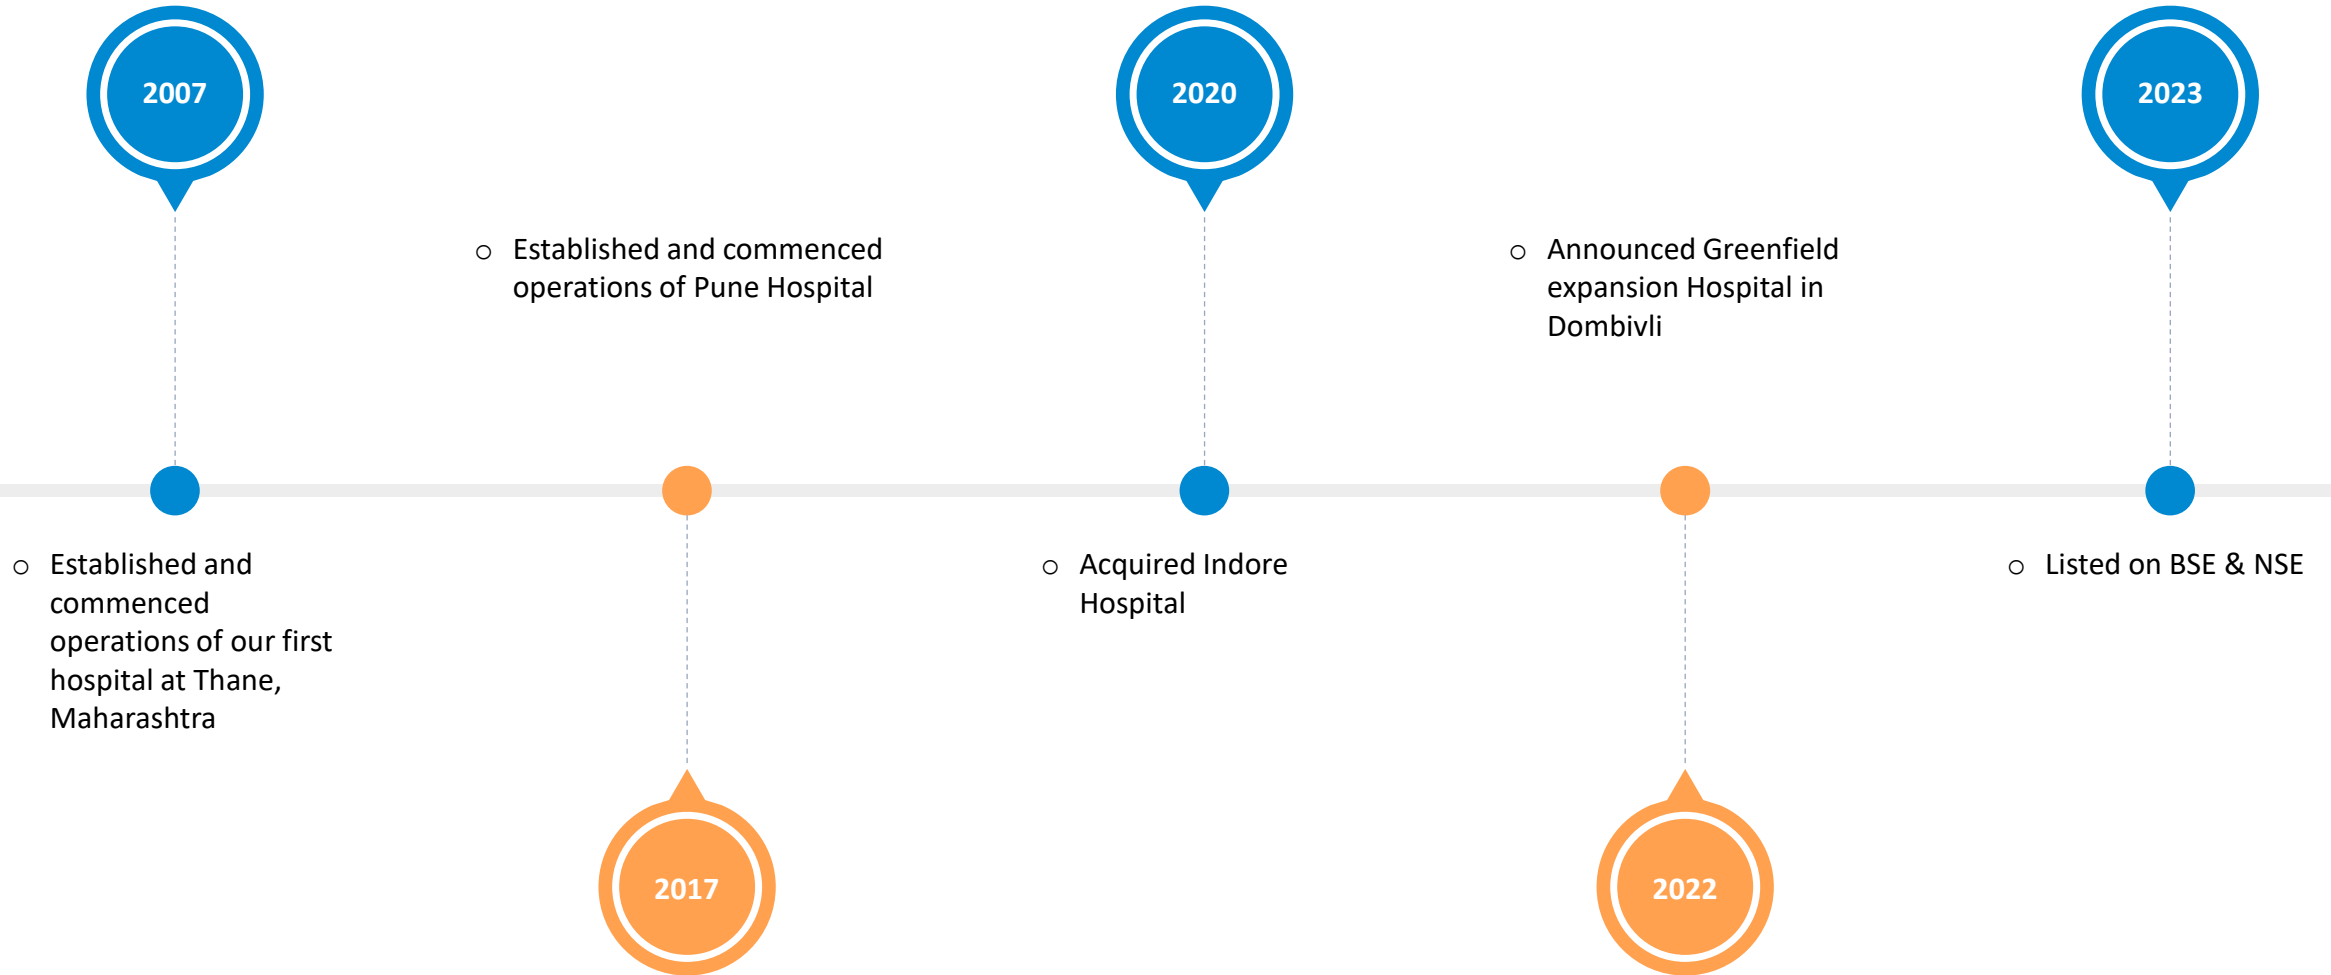 2007
2020
2023
○ Established and commenced
operations of Pune Hospital
○ Announced Greenfield
expansion Hospital in
Dombivli
○ Established and
commenced
operations of our first
hospital at Thane,
Maharashtra
○ Acquired Indore
Hospital
○ Listed on BSE & NSE
2017
2022